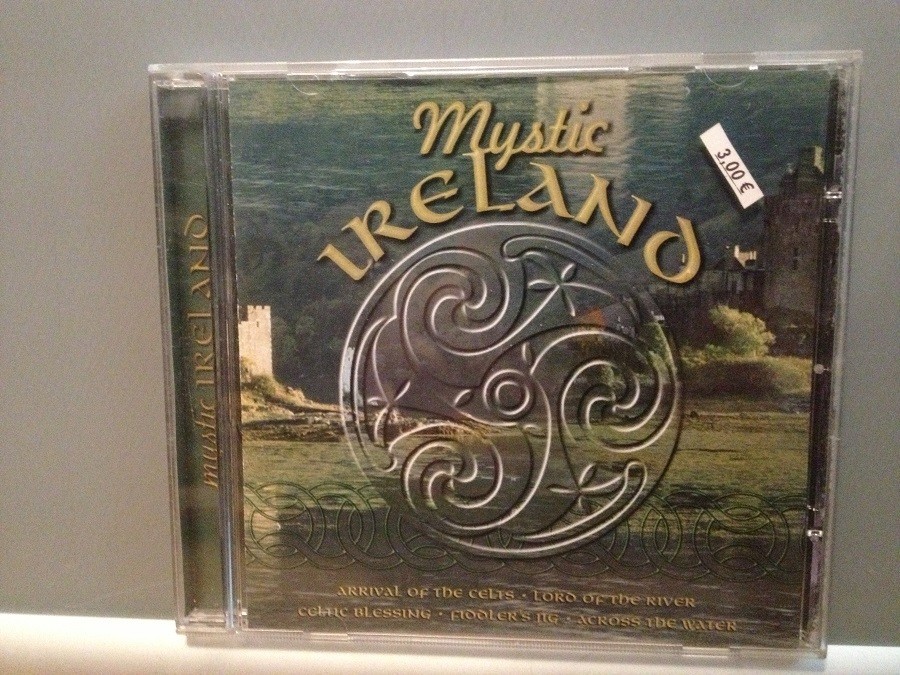 Mystic
IRELAND
3,00 €
mystic IRELAND
ARRIVAL OF THE CELTS · LORD OF THE RIVER
CELTIC BLESSING · FIDDLER'S JIG · ACROSS THE WATER